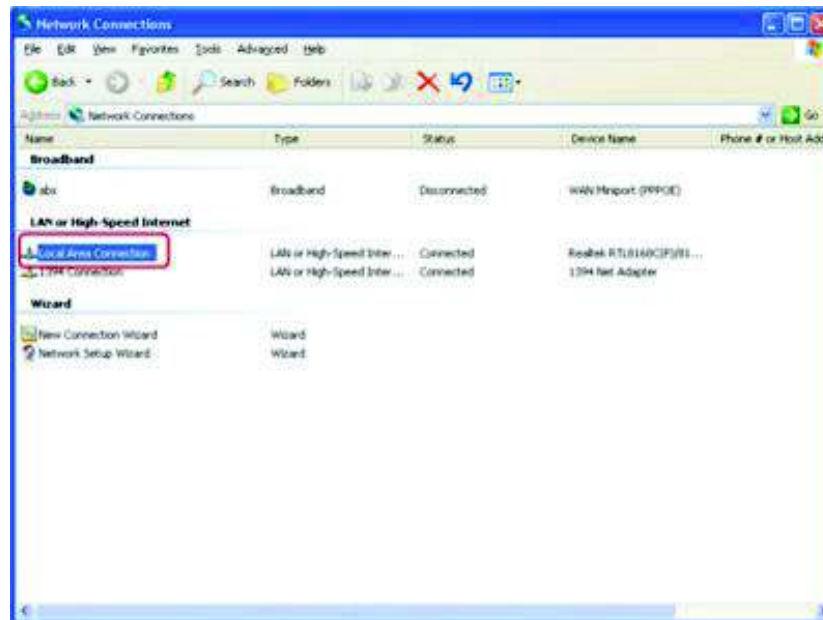 Network Connections
File Edit View Favorites Tools Advanced Help
Back Search Folders
Address Network Connections Go
Name Type Status Device Name Phone # or Host Add
Broadband
abx Broadband Disconnected WAN Miniport (PPPOE)
LAN or High-Speed Internet
Local Area Connection LAN or High-Speed Inter... Connected Realtek
1394 Connection LAN or High-Speed Inter... Connected 1394 Net Adapter
Wizard
New Connection Wizard Wizard
Network Setup Wizard Wizard